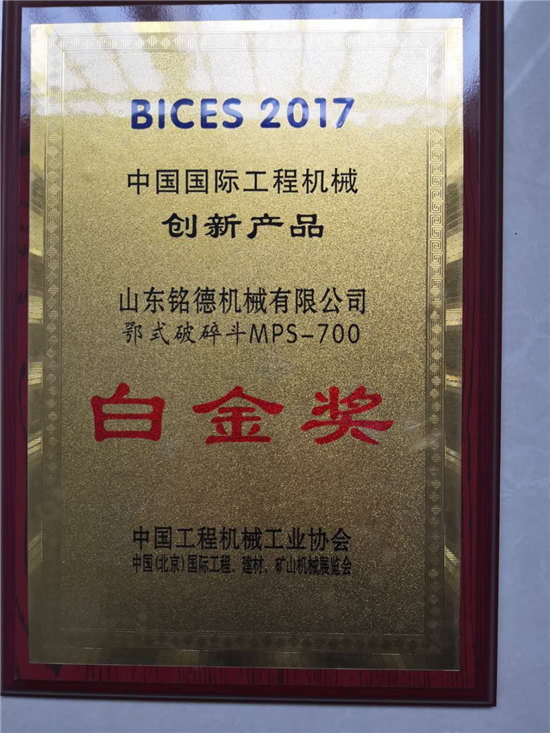 BICES 2017
中国国际工程机械
创新产品
山东铭德机械有限公司
鄂式破碎斗MPS-700
白金奖
中国工程机械工业协会
中国(北京)国际工程、建材、矿山机械展览会